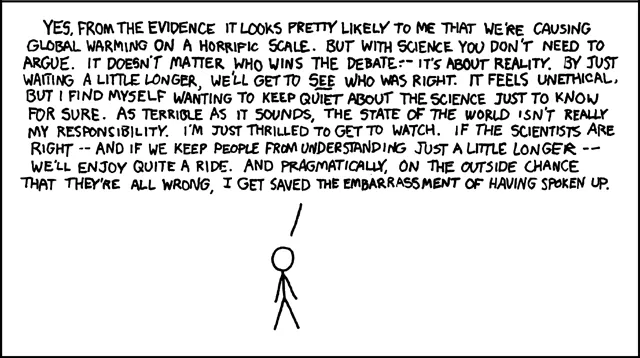 YES, FROM THE EVIDENCE IT LOOKS PRETTY LIKELY TO ME THAT WE'RE CAUSING
GLOBAL WARMING ON A HORRIFIC SCALE. BUT WITH SCIENCE YOU DON'T NEED TO
ARGUE. IT DOESN'T MATTER WHO WINS THE DEBATE-- IT'S ABOUT REALITY. BY JUST
WAITING A LITTLE LONGER, WE'LL GET TO SEE WHO WAS RIGHT. IT FEELS UNETHICAL,
BUT I FIND MYSELF WANTING TO KEEP QUIET ABOUT THE SCIENCE JUST TO KNOW
FOR SURE. AS TERRIBLE AS IT SOUNDS, THE STATE OF THE WORLD ISN'T REALLY
MY RESPONSIBILITY. I'M JUST THRILLED TO GET TO WATCH. IF THE SCIENTISTS ARE
RIGHT -- AND IF WE KEEP PEOPLE FROM UNDERSTANDING JUST A LITTLE LONGER --
WE'LL ENJOY QUITE A RIDE. AND PRAGMATICALLY, ON THE OUTSIDE CHANCE
THAT THEY'RE ALL WRONG, I GET SAVED THE EMBARRASSMENT OF HAVING SPOKEN UP.